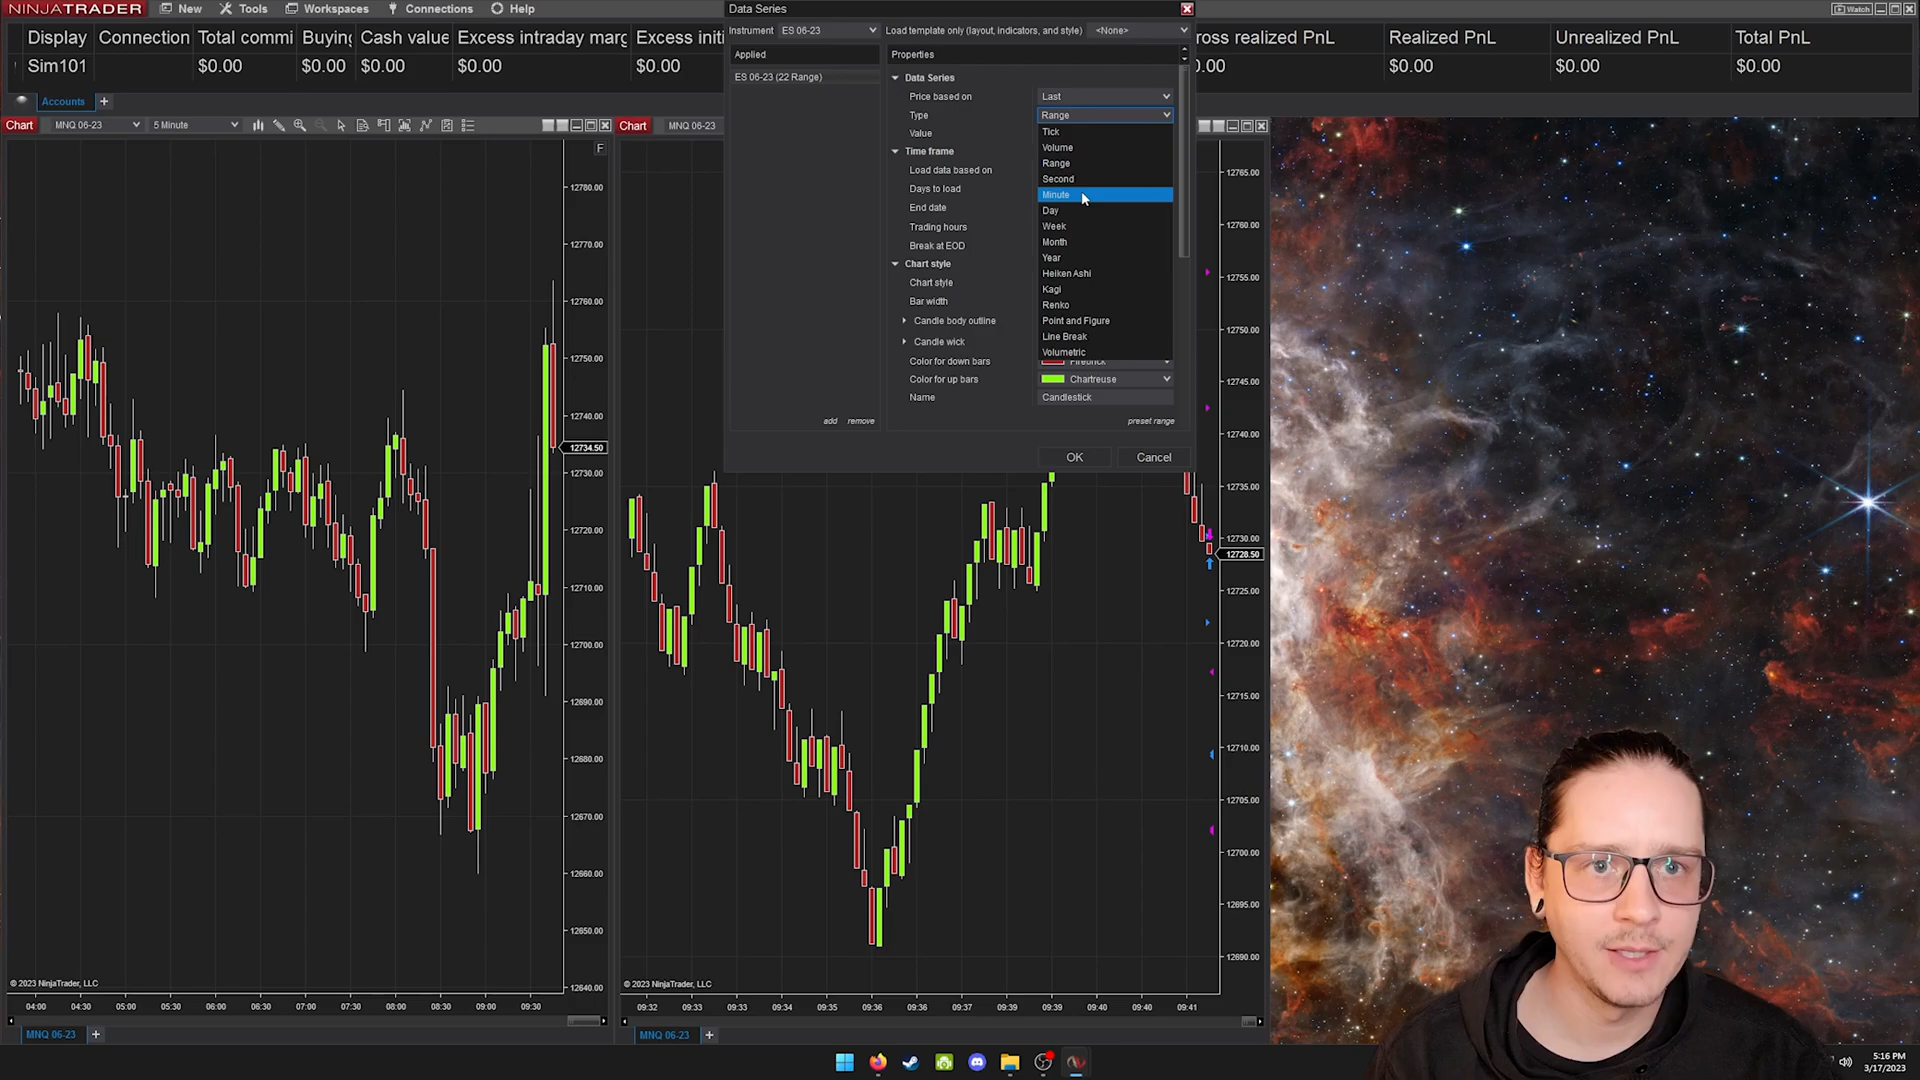 NINJATRADER New Tools Workspaces Connections Help
Watch
Display Connection Total commi Buying Cash value Excess intraday marg Excess initi ross realized PnL Realized PnL Unrealized PnL Total PnL
Sim101 $0.00 $0.00 $0.00 $0.00 $0.00 0.00 $0.00 $0.00 $0.00
Accounts +
Data Series
Instrument ES 06-23 Load template only (layout, indicators, and style) <None>
Applied
ES 06-23 (22 Range)
add remove
Properties
Data Series
Price based on Last
Type Range
Value
Time frame
Load data based on
Days to load
End date
Trading hours
Break at EOD
Chart style
Chart style
Bar width
Candle body outline
Candle wick
Color for down bars
Color for up bars Chartreuse
Name Candlestick
preset range
Tick
Volume
Range
Second
Minute
Day
Week
Month
Year
Heiken Ashi
Kagi
Renko
Point and Figure
Line Break
Volumetric
OK Cancel
Chart MNQ 06-23 5 Minute
F
12780.00
12770.00
12760.00
12750.00
12740.00
12734.50
12730.00
12720.00
12710.00
12700.00
12690.00
12680.00
12670.00
12660.00
12650.00
12640.00
© 2023 NinjaTrader, LLC
04:00 04:30 05:00 05:30 06:00 06:30 07:00 07:30 08:00 08:30 09:00 09:30
MNQ 06-23 +
Chart MNQ 06-23
12765.00
12760.00
12755.00
12750.00
12745.00
12740.00
12735.00
12730.00
12728.50
12725.00
12720.00
12715.00
12710.00
12705.00
12700.00
12695.00
12690.00
© 2023 NinjaTrader, LLC
09:32 09:33 09:33 09:34 09:35 09:36 09:37 09:39 09:39 09:40 09:40 09:41
MNQ 06-23 +
5:16 PM
3/17/2023